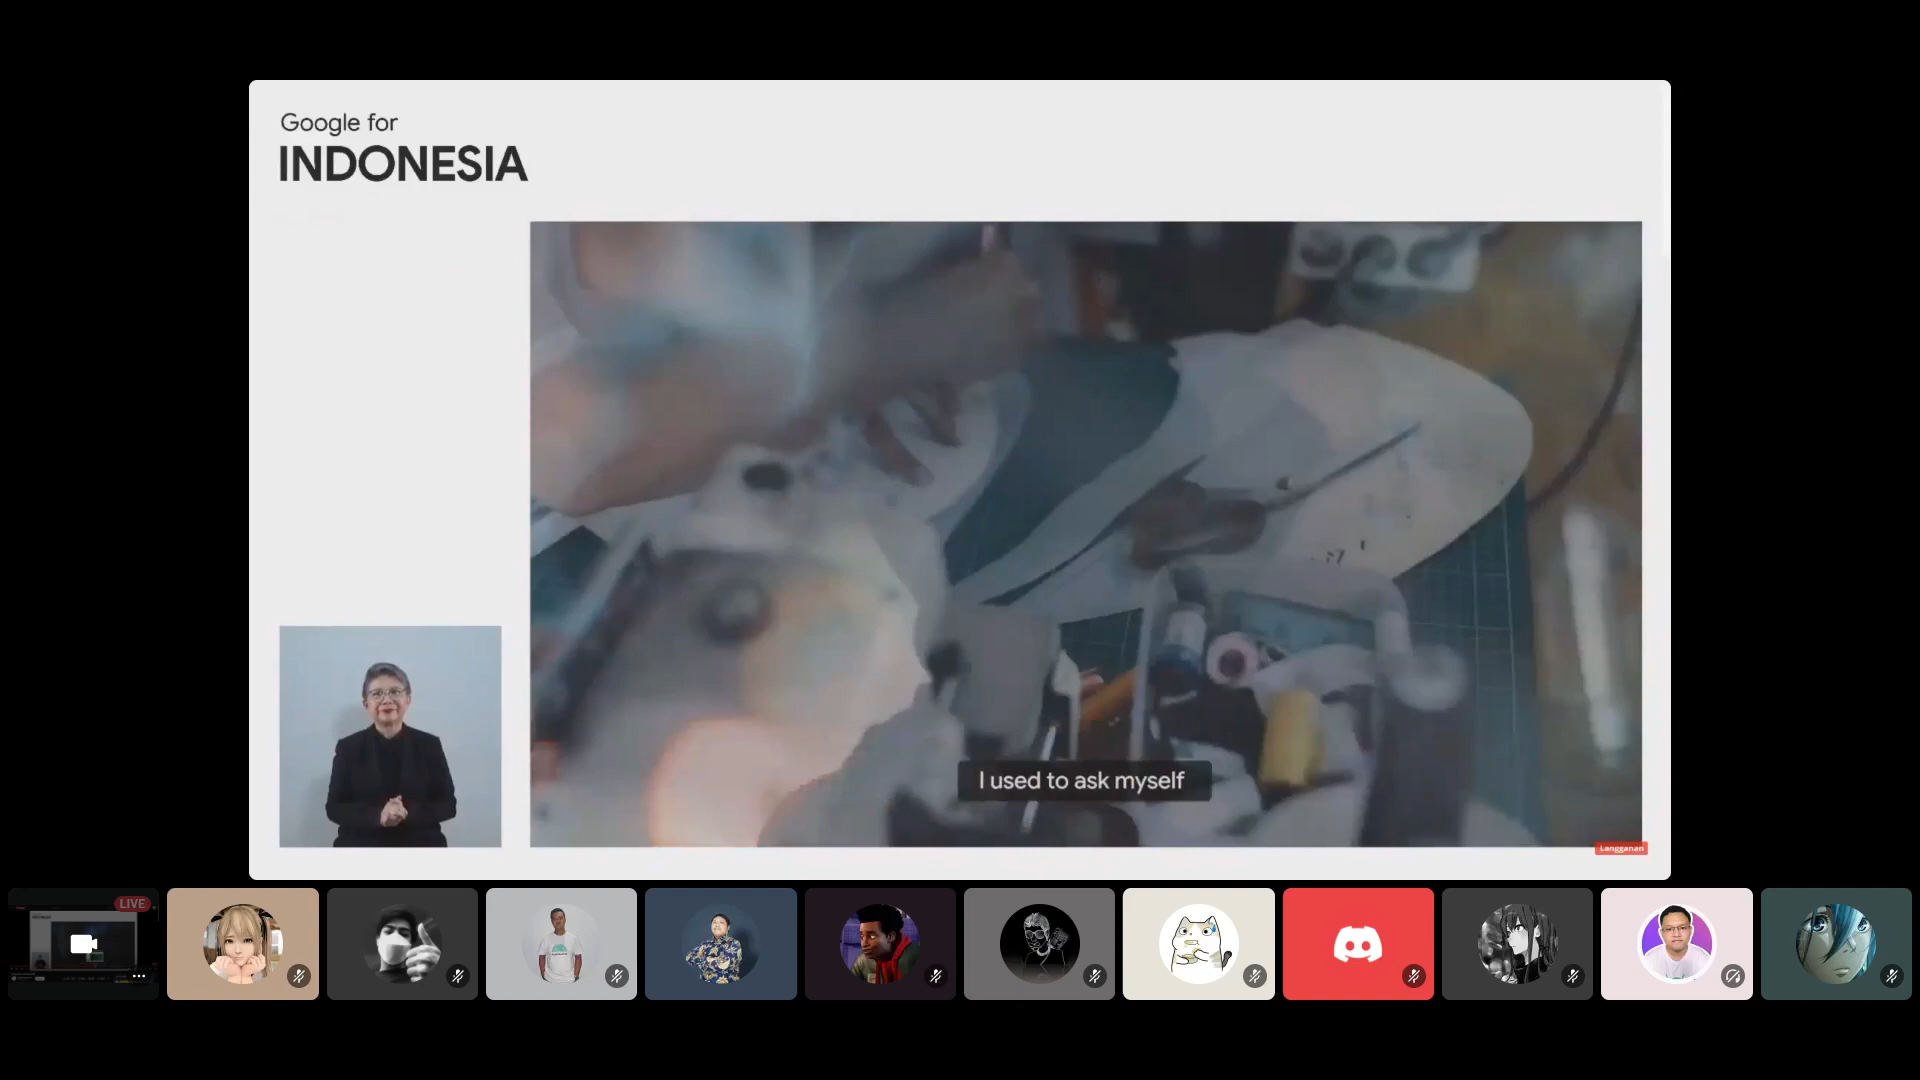 Google for
INDONESIA
I used to ask myself
Langganan
LIVE